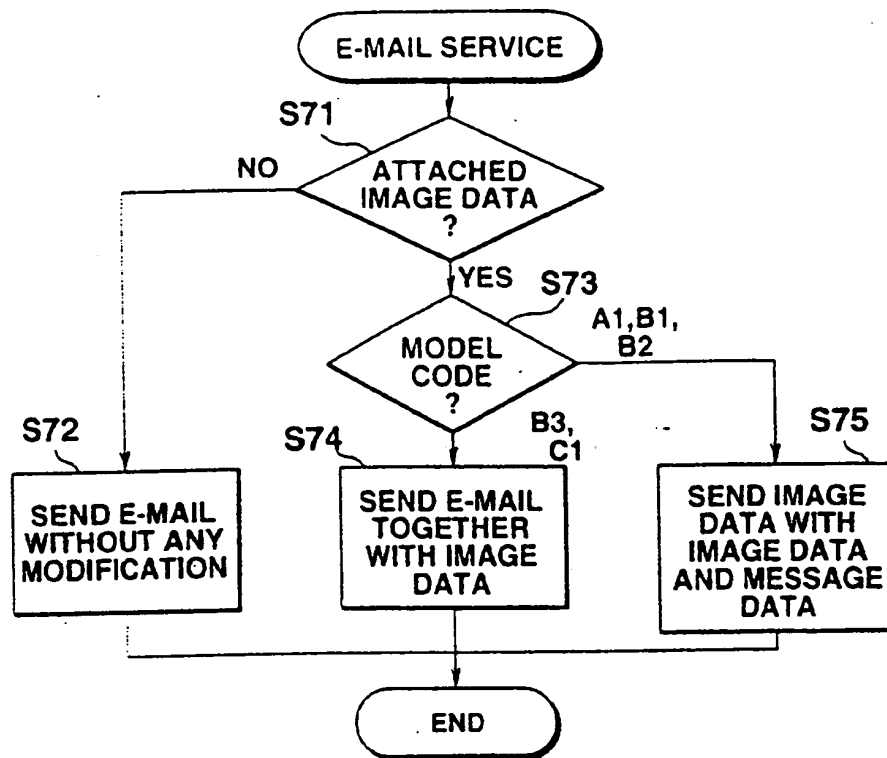 E-MAIL SERVICE
S71
NO
ATTACHED
IMAGE DATA
?
YES
S73
A1,B1,
B2
MODEL
CODE
?
B3,
C1
S72
SEND E-MAIL
WITHOUT ANY
MODIFICATION
S74
SEND E-MAIL
TOGETHER
WITH IMAGE
DATA
S75
SEND IMAGE
DATA WITH
IMAGE DATA
AND MESSAGE
DATA
END